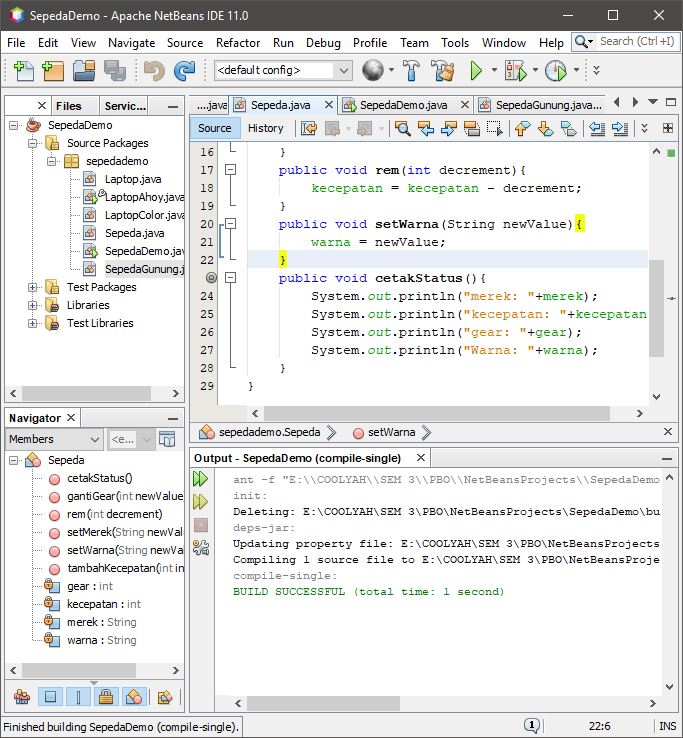 SepedaDemo - Apache NetBeans IDE 11.0
File Edit View Navigate Source Refactor Run Debug Profile Team Tools Window Help Search (Ctrl+I)
<default config>
Files Servic...
SepedaDemo
Source Packages
sepedademo
Laptop.java
LaptopAhoy.java
LaptopColor.java
Sepeda.java
SepedaDemo.java
SepedaGunung.j
Test Packages
Libraries
Test Libraries
....java Sepeda.java SepedaDemo.java SepedaGunung.java...
Source History
16 }
17 public void rem(int decrement){
18 kecepatan = kecepatan - decrement;
19 }
20 public void setWarna(String newValue){
21 warna = newValue;
22 }
public void cetakStatus(){
24 System.out.println("merek: "+merek);
25 System.out.println("kecepatan: "+kecepatan
26 System.out.println("gear: "+gear);
27 System.out.println("Warna: "+warna);
28 }
29 }
sepedademo.Sepeda setWarna
Navigator
Members <e...
Sepeda
cetakStatus()
gantiGear(int newValue
rem(int decrement)
setMerek(String newVal
setWarna(String newVa
tambahKecepatan(int in
gear : int
kecepatan : int
merek : String
warna : String
Output - SepedaDemo (compile-single)
ant -f "E:\\COOLYAH\\SEM 3\\PBO\\NetBeansProjects\\SepedaDemo
init:
Deleting: E:\COOLYAH\SEM 3\PBO\NetBeansProjects\SepedaDemo\bu
deps-jar:
Updating property file: E:\COOLYAH\SEM 3\PBO\NetBeansProjects
Compiling 1 source file to E:\COOLYAH\SEM 3\PBO\NetBeansProje
compile-single:
BUILD SUCCESSFUL (total time: 1 second)
Finished building SepedaDemo (compile-single). 1 22:6 INS